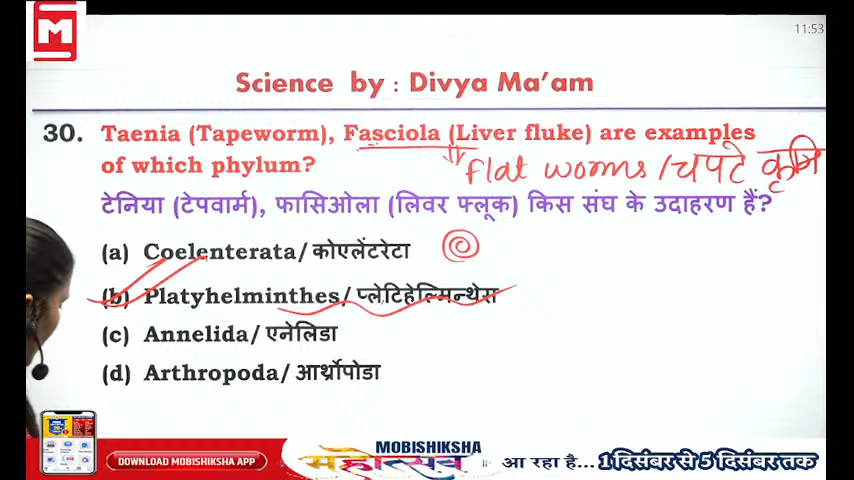 M
11:53
Science by : Divya Ma'am
30. Taenia (Tapeworm), Fasciola (Liver fluke) are examples
of which phylum?
flat worms / चपटे कृमि
टेनिया (टेपवार्म), फासिओला (लिवर फ्लूक) किस संघ के उदाहरण हैं?
(a) Coelenterata/ कोएलेंटरेटा
(b) Platyhelminthes/ प्लेटिहेल्मिन्थेस
(c) Annelida/ एनेलिडा
(d) Arthropoda/ आर्थ्रोपोडा
DOWNLOAD MOBISHIKSHA APP
MOBISHIKSHA
महोत्सव
आ रहा है... 1 दिसंबर से 5 दिसंबर तक